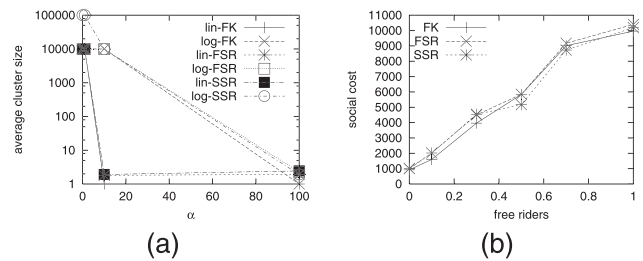 average cluster size
100000
10000
1000
100
10
1
0 20 40 60 80 100
α
lin-FK
log-FK
lin-FSR
log-FSR
lin-SSR
log-SSR
(a)
social cost
11000
10000
9000
8000
7000
6000
5000
4000
3000
2000
1000
0
0 0.2 0.4 0.6 0.8 1
free riders
FK
FSR
SSR
(b)